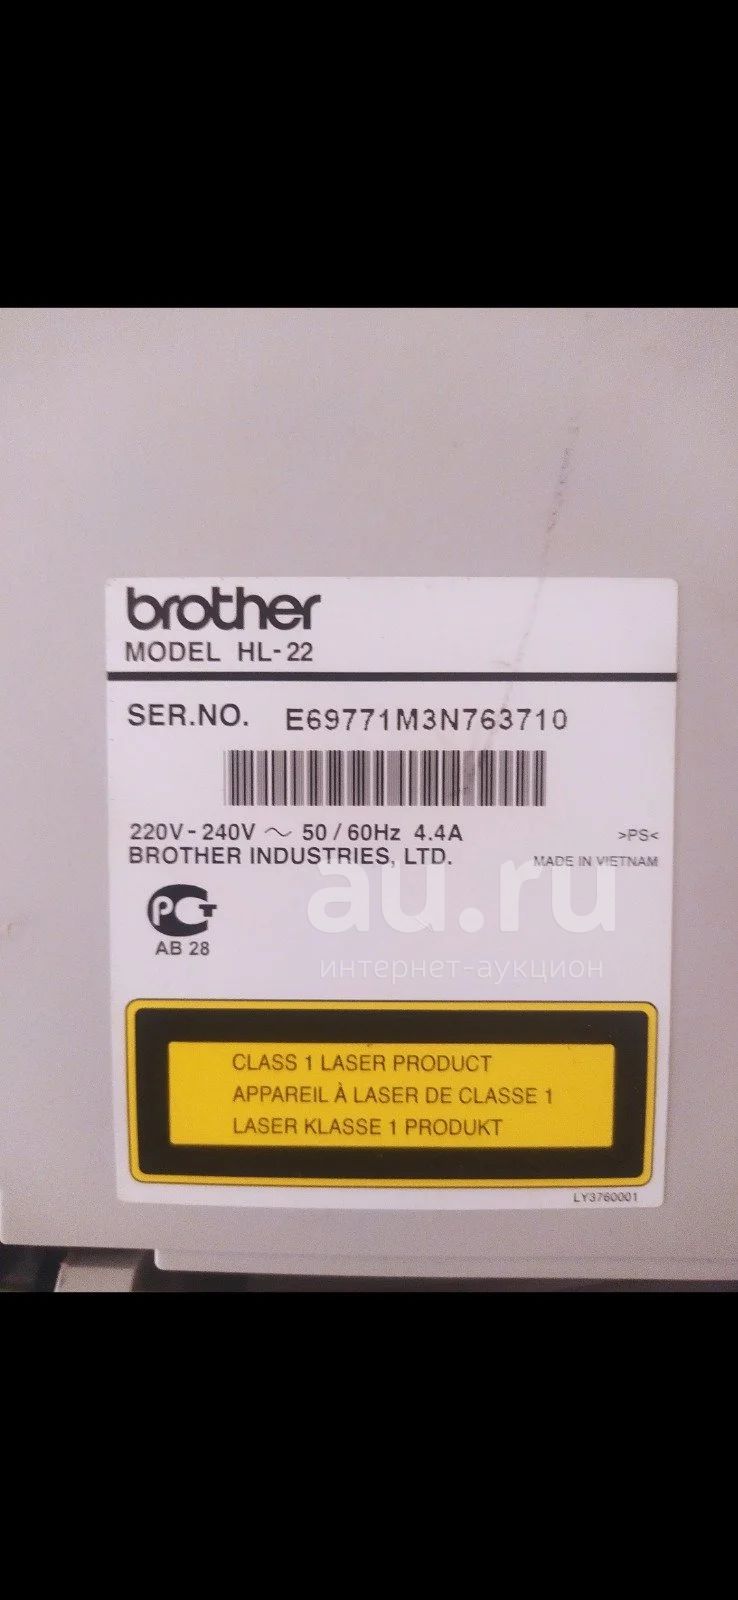 brother
MODEL HL-22
SER.NO. E69771M3N763710
220V-240V ~ 50/60Hz 4.4A
>PS<
BROTHER INDUSTRIES, LTD.
MADE IN VIETNAM
au.ru
интернет-аукцион
РСТ
AB 28
CLASS 1 LASER PRODUCT
APPAREIL À LASER DE CLASSE 1
LASER KLASSE 1 PRODUKT
LY3760001